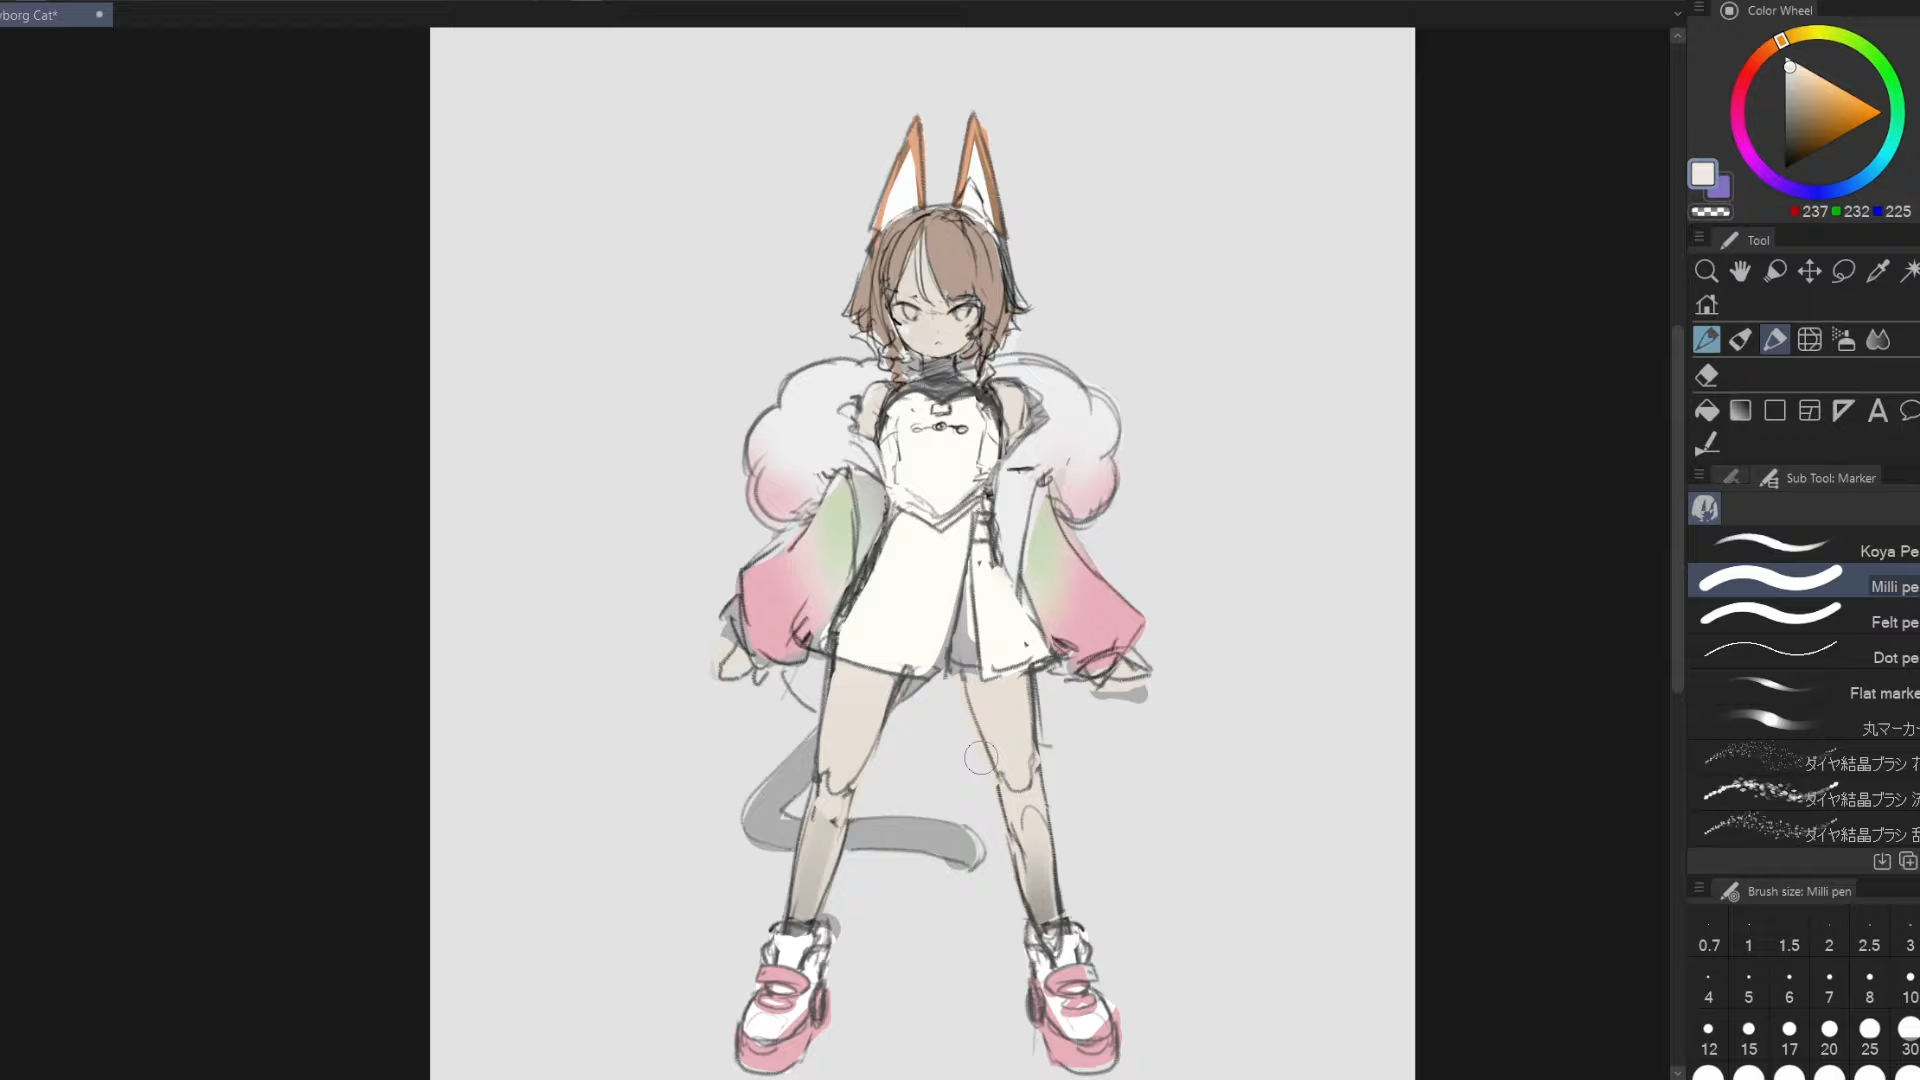 yborg Cat*
Color Wheel
237 232 225
Tool
Sub Tool: Marker
Koya Pe
Milli pe
Felt pe
Dot pe
Flat marke
丸マーカ
ダイヤ結晶ブラシ
ダイヤ結晶ブラシ
ダイヤ結晶ブラシ 乱
Brush size: Milli pen
0.7 1 1.5 2 2.5 3
4 5 6 7 8 10
12 15 17 20 25 30